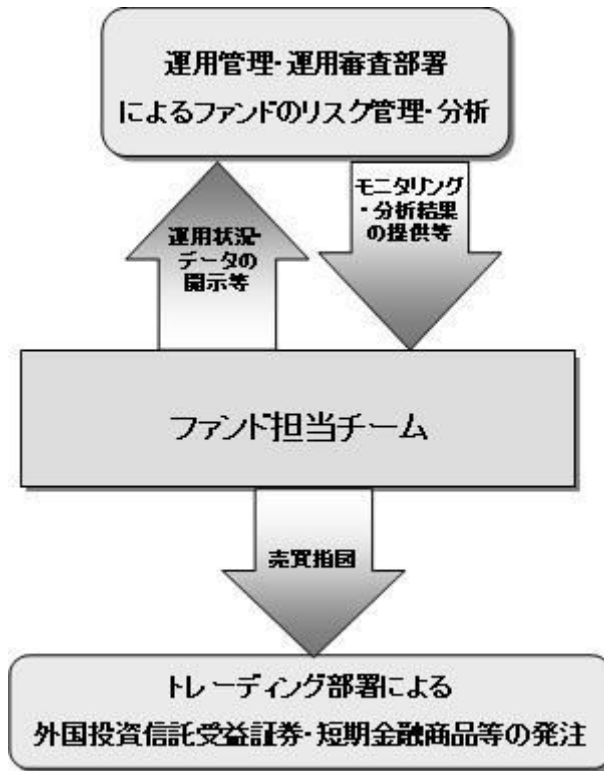 運用管理・運用審査部署
によるファンドのリスク管理・分析
運用状況・
データの
開示等
モニタリング
・分析結果
の提供等
ファンド担当チーム
売買指図
トレーディング部署による
外国投資信託受益証券・短期金融商品等の発注